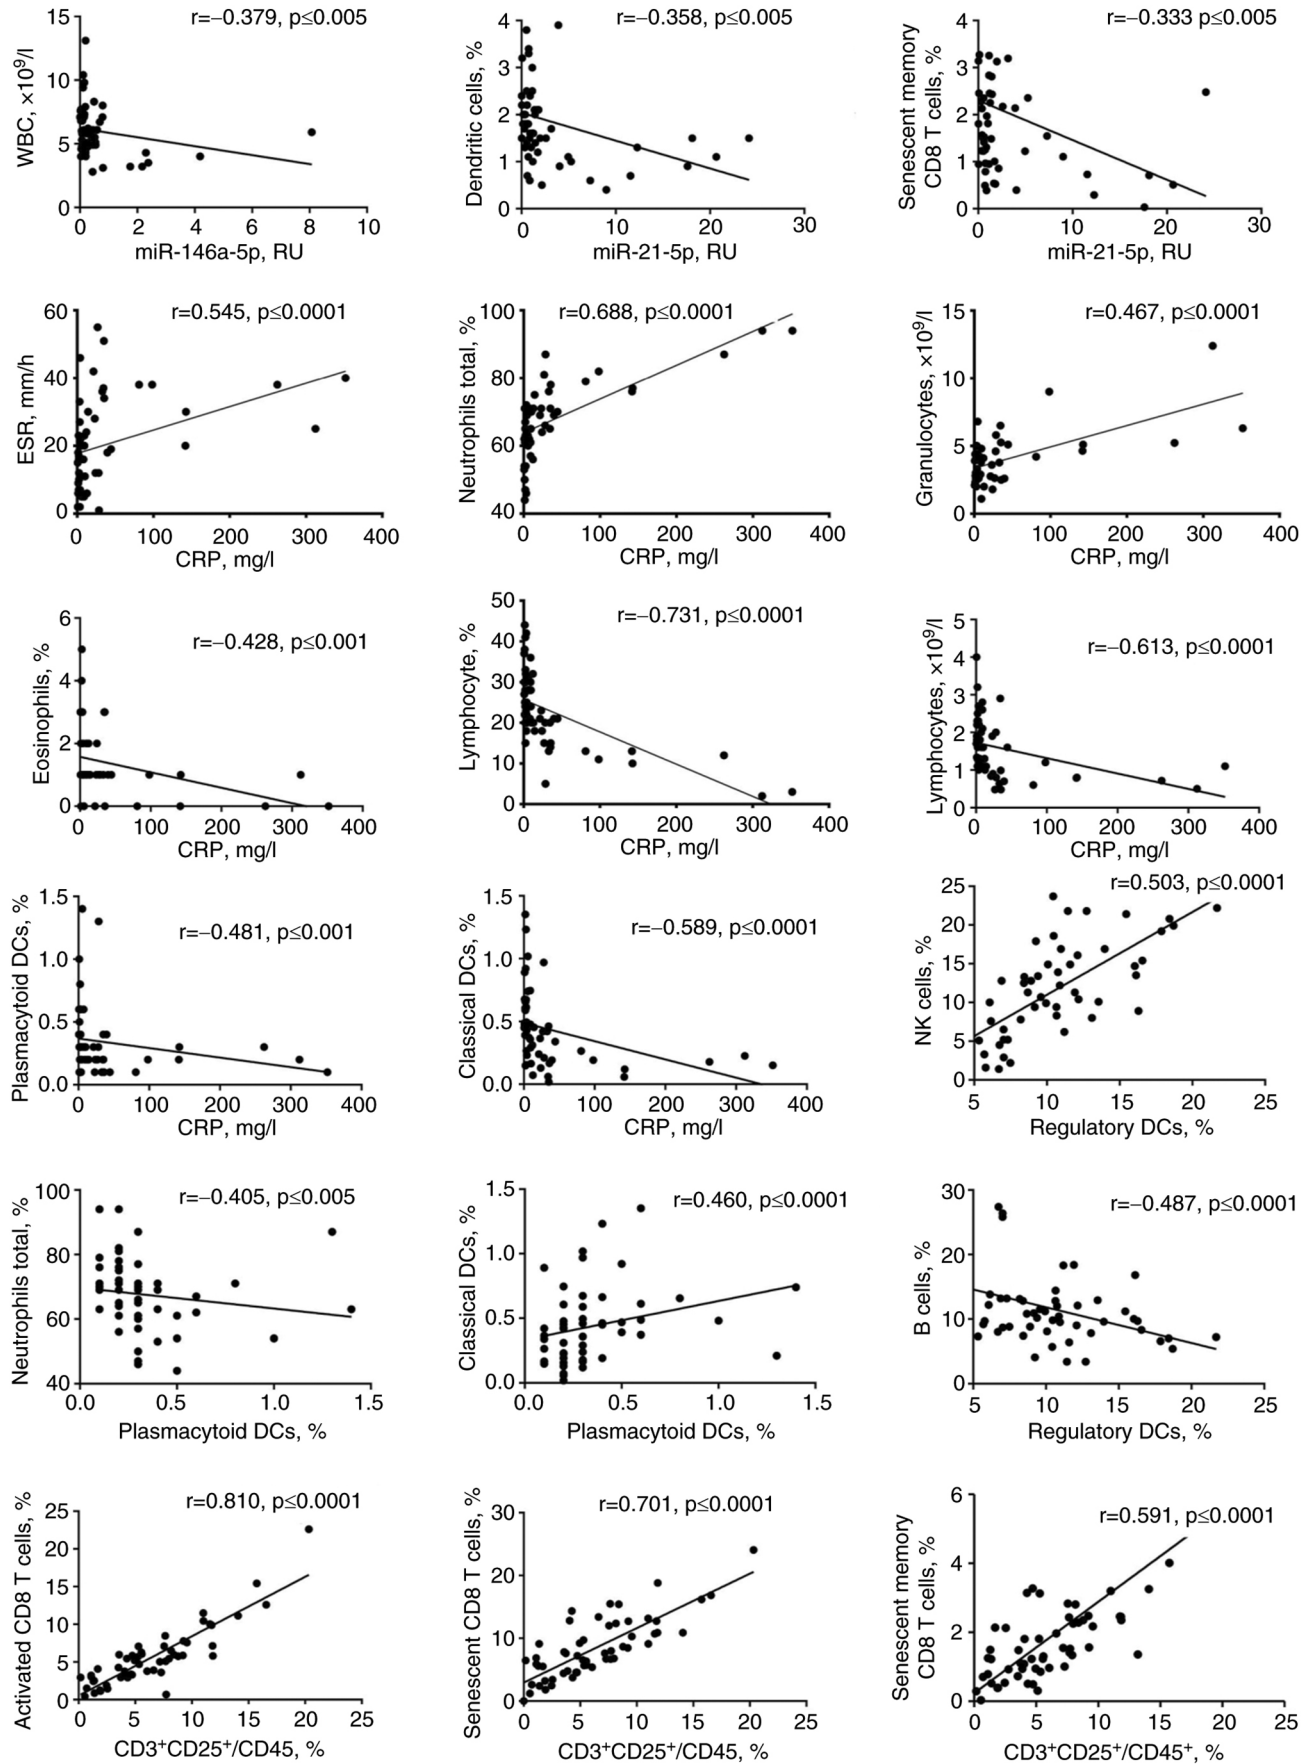 r=−0.379, p≤0.005
WBC, ×10⁹/l
15
10
5
0
0 2 4 6 8 10
miR-146a-5p, RU
r=−0.358, p≤0.005
Dendritic cells, %
4
3
2
1
0
0 10 20 30
miR-21-5p, RU
r=−0.333 p≤0.005
Senescent memory
CD8 T cells, %
4
3
2
1
0
0 10 20 30
miR-21-5p, RU
r=0.545, p≤0.0001
ESR, mm/h
60
40
20
0
0 100 200 300 400
CRP, mg/l
r=0.688, p≤0.0001
Neutrophils total, %
100
80
60
40
0 100 200 300 400
CRP, mg/l
r=0.467, p≤0.0001
Granulocytes, ×10⁹/l
15
10
5
0
0 100 200 300 400
CRP, mg/l
r=−0.428, p≤0.001
Eosinophils, %
6
4
2
0
0 100 200 300 400
CRP, mg/l
r=−0.731, p≤0.0001
Lymphocyte, %
50
40
30
20
10
0
0 100 200 300 400
CRP, mg/l
r=−0.613, p≤0.0001
Lymphocytes, ×10⁹/l
5
4
3
2
1
0
0 100 200 300 400
CRP, mg/l
r=−0.481, p≤0.001
Plasmacytoid DCs, %
1.5
1.0
0.5
0.0
0 100 200 300 400
CRP, mg/l
r=−0.589, p≤0.0001
Classical DCs, %
1.5
1.0
0.5
0.0
0 100 200 300 400
CRP, mg/l
r=0.503, p≤0.0001
NK cells, %
25
20
15
10
5
0
5 10 15 20 25
Regulatory DCs, %
r=−0.405, p≤0.005
Neutrophils total, %
100
80
60
40
0.0 0.5 1.0 1.5
Plasmacytoid DCs, %
r=0.460, p≤0.0001
Classical DCs, %
1.5
1.0
0.5
0.0
0.0 0.5 1.0 1.5
Plasmacytoid DCs, %
r=−0.487, p≤0.0001
B cells, %
30
20
10
0
5 10 15 20 25
Regulatory DCs, %
r=0.810, p≤0.0001
Activated CD8 T cells, %
25
20
15
10
5
0
0 5 10 15 20 25
CD3⁺CD25⁺/CD45, %
r=0.701, p≤0.0001
Senescent CD8 T cells, %
30
20
10
0
0 5 10 15 20 25
CD3⁺CD25⁺/CD45, %
r=0.591, p≤0.0001
Senescent memory
CD8 T cells, %
6
4
2
0
0 5 10 15 20 25
CD3⁺CD25⁺/CD45⁺, %